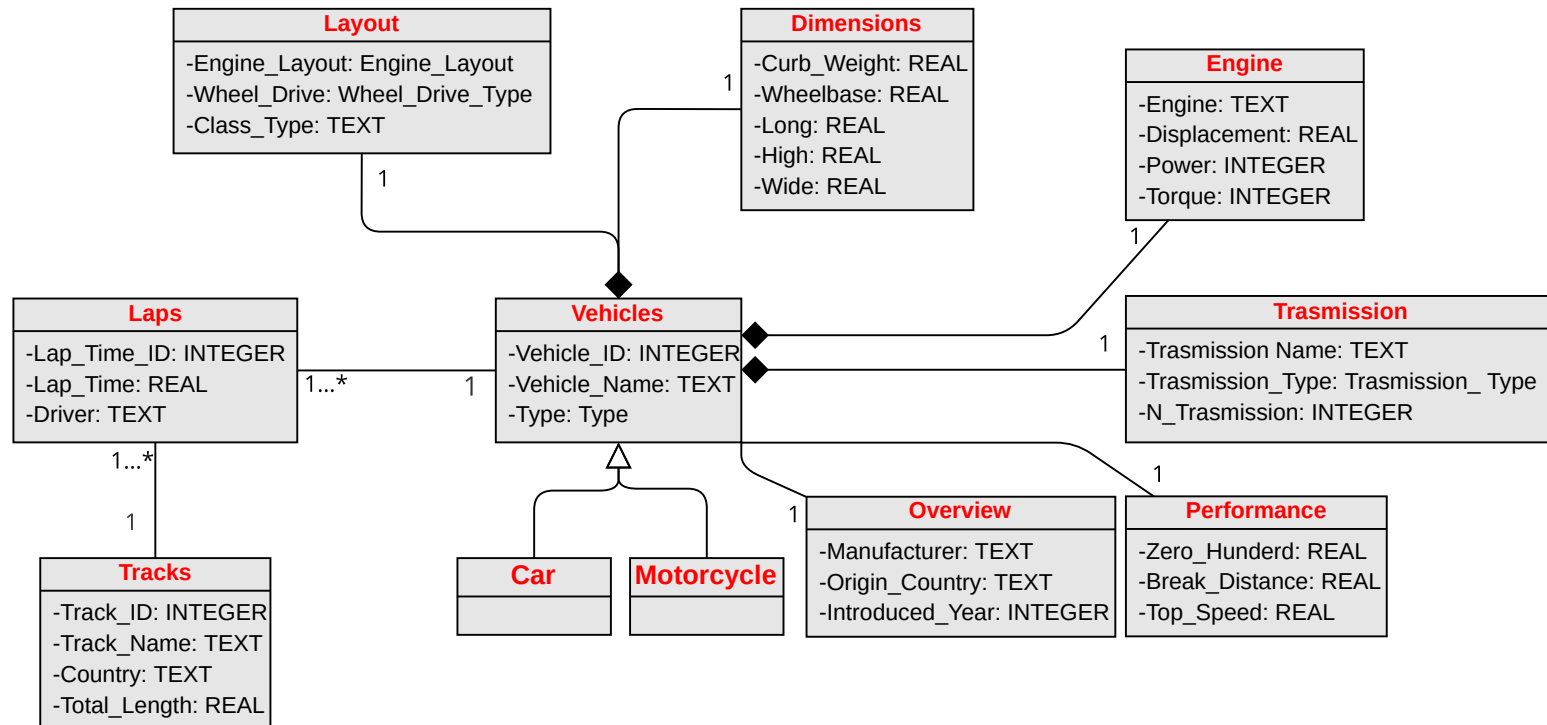 Layout
-Engine_Layout: Engine_Layout
-Wheel_Drive: Wheel_Drive_Type
-Class_Type: TEXT
1
Dimensions
-Curb_Weight: REAL
-Wheelbase: REAL
-Long: REAL
-High: REAL
-Wide: REAL
1
Engine
-Engine: TEXT
-Displacement: REAL
-Power: INTEGER
-Torque: INTEGER
1
Laps
-Lap_Time_ID: INTEGER
-Lap_Time: REAL
-Driver: TEXT
1...*
1
Vehicles
-Vehicle_ID: INTEGER
-Vehicle_Name: TEXT
-Type: Type
1
Trasmission
-Trasmission Name: TEXT
-Trasmission_Type: Trasmission_ Type
-N_Trasmission: INTEGER
1...*
1
Tracks
-Track_ID: INTEGER
-Track_Name: TEXT
-Country: TEXT
-Total_Length: REAL
Car
Motorcycle
1
Overview
-Manufacturer: TEXT
-Origin_Country: TEXT
-Introduced_Year: INTEGER
1
Performance
-Zero_Hunderd: REAL
-Break_Distance: REAL
-Top_Speed: REAL